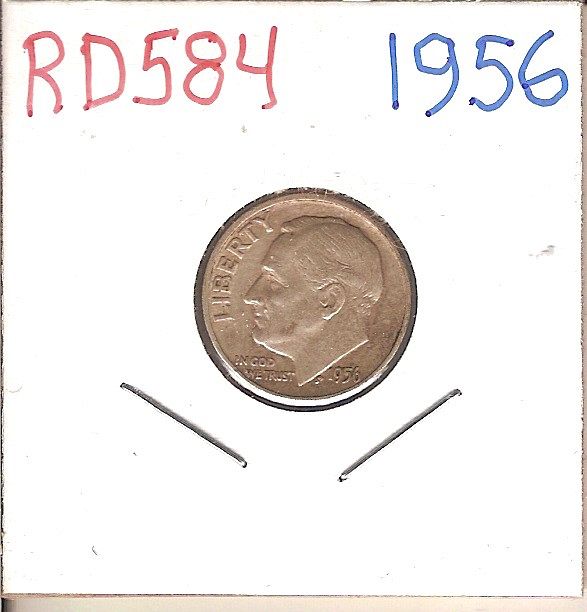 RD584 1956
LIBERTY
IN GOD
WE TRUST
1956